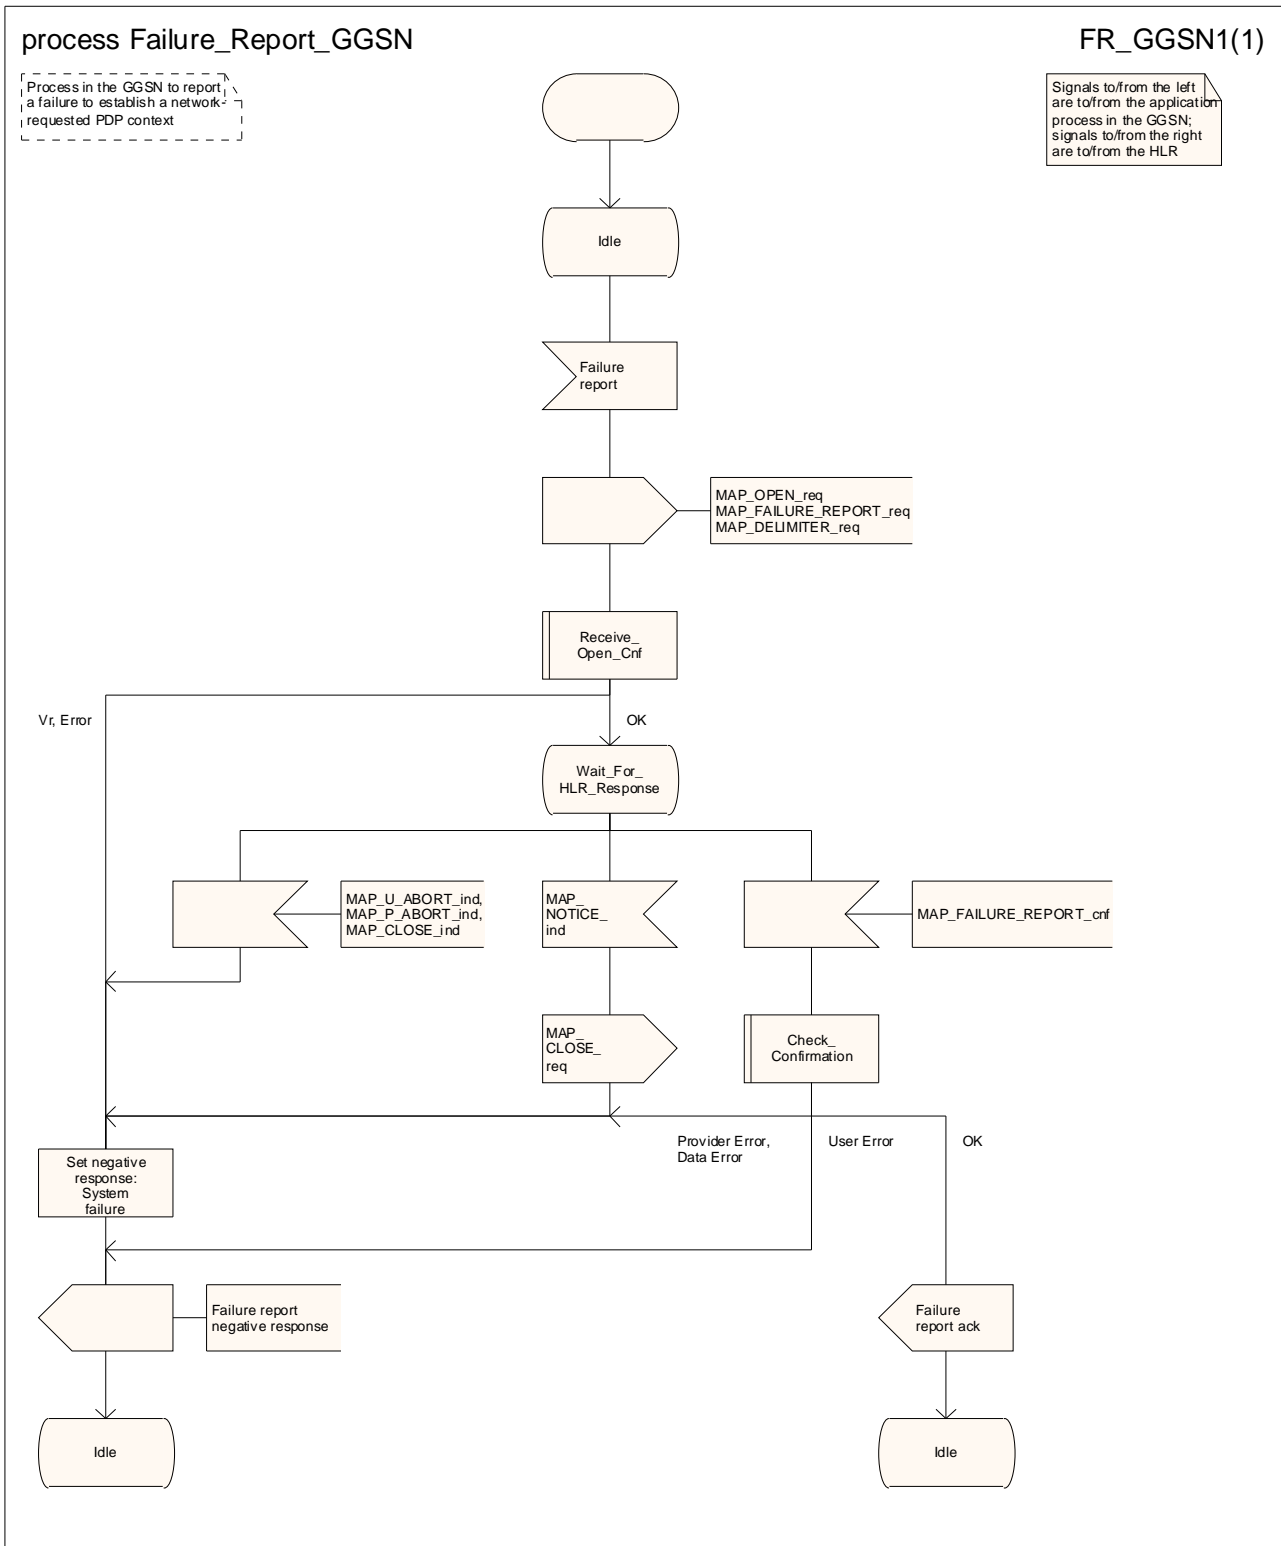 process Failure_Report_GGSN
FR_GGSN1(1)
Process in the GGSN to report
a failure to establish a network-
requested PDP context
Signals to/from the left
are to/from the application
process in the GGSN;
signals to/from the right
are to/from the HLR
Idle
Failure
report
MAP_OPEN_req
MAP_FAILURE_REPORT_req
MAP_DELIMITER_req
Receive_
Open_Cnf
Vr, Error
OK
Wait_For_
HLR_Response
MAP_U_ABORT_ind,
MAP_P_ABORT_ind,
MAP_CLOSE_ind
MAP_
NOTICE_
ind
MAP_FAILURE_REPORT_cnf
MAP_
CLOSE_
req
Check_
Confirmation
Provider Error,
Data Error
User Error
OK
Set negative
response:
System
failure
Failure report
negative response
Failure
report ack
Idle
Idle